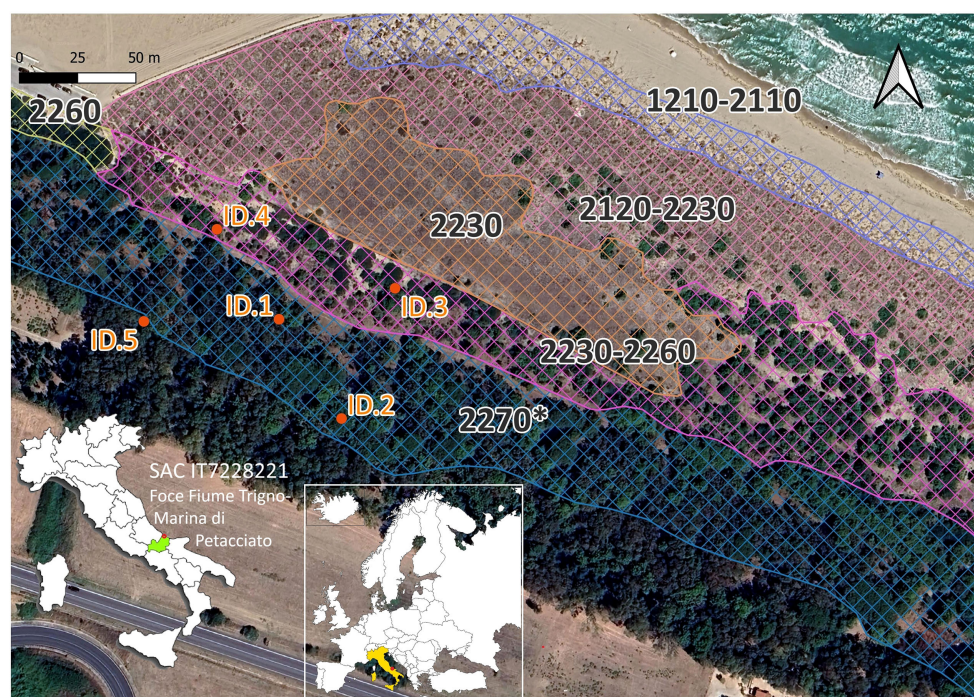 0 25 50 m
1210-2110
2260
2120-2230
2230
ID.4
ID.3
ID.1
ID.5
2230-2260
ID.2
2270*
SAC IT7228221
Foce Fiume Trigno-
Marina di
Petacciato